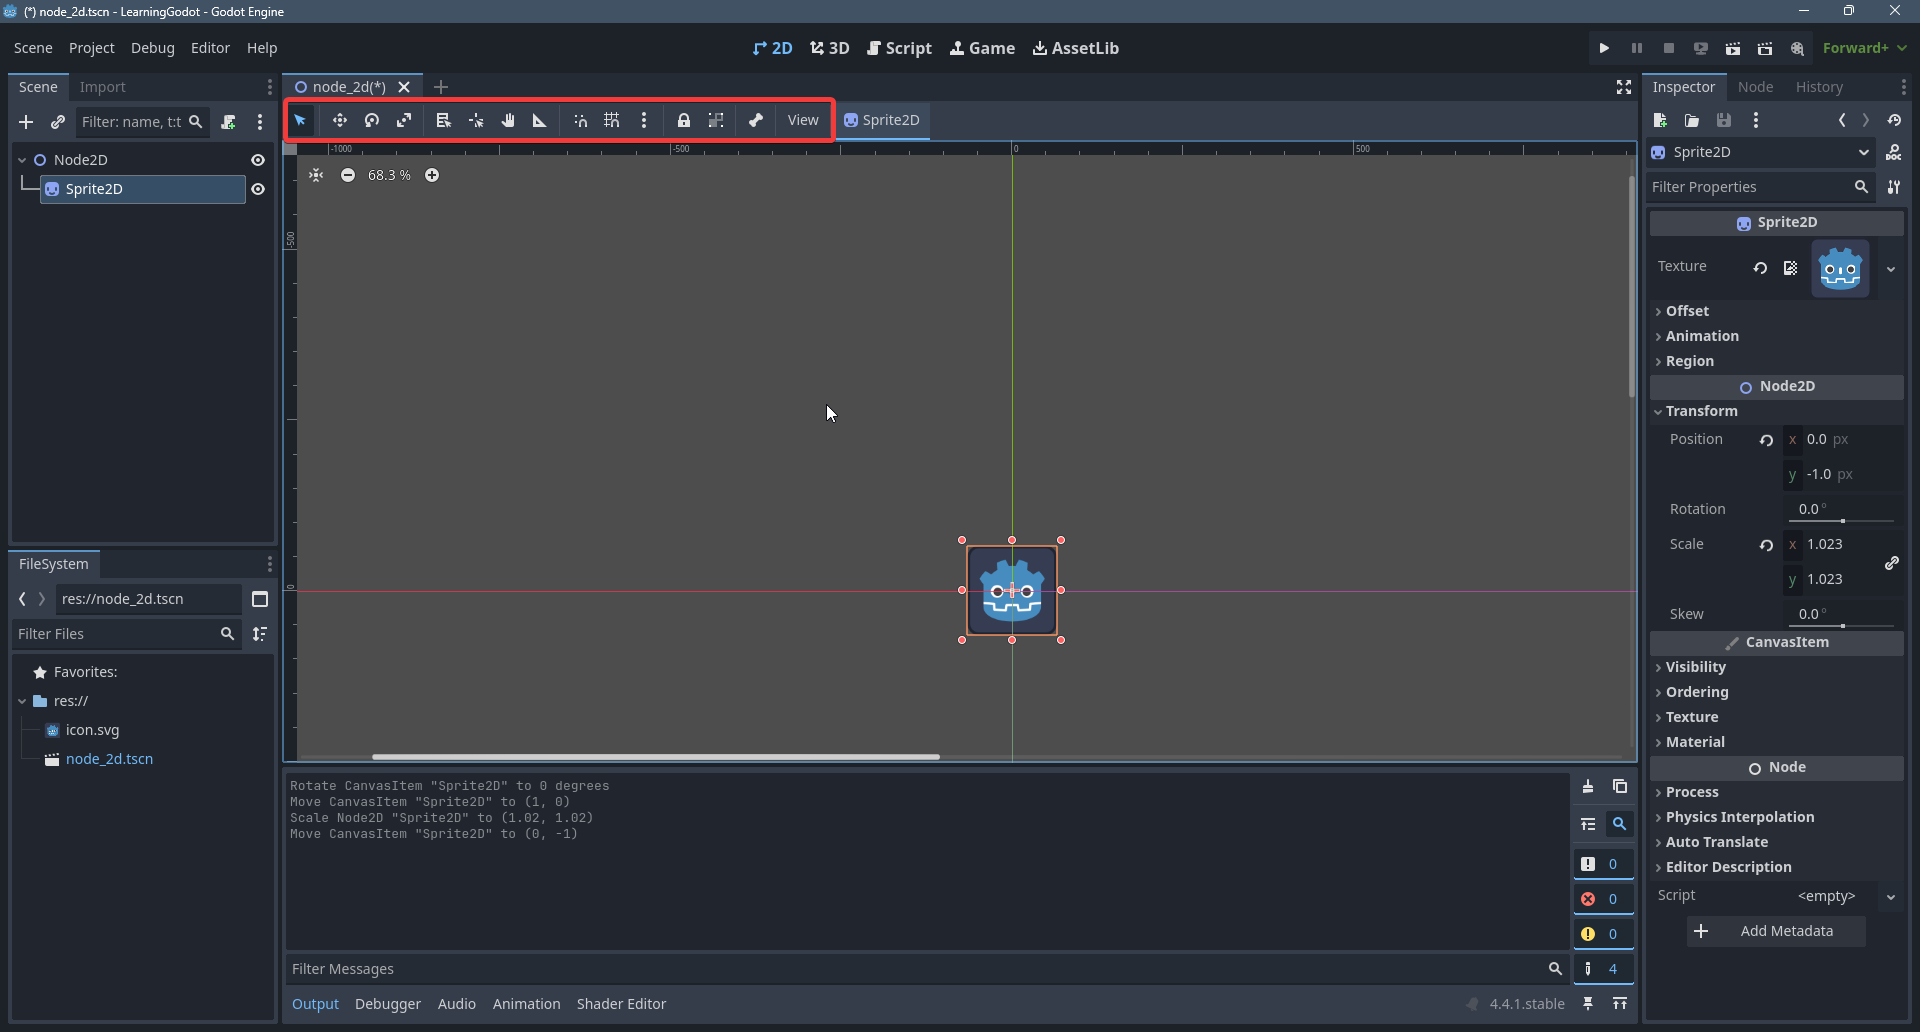 (*) node_2d.tscn - LearningGodot - Godot Engine
Scene Project Debug Editor Help
2D 3D Script Game AssetLib
Forward+
Scene Import
Filter: name, t:t
Node2D
Sprite2D
FileSystem
res://node_2d.tscn
Filter Files
Favorites:
res://
icon.svg
node_2d.tscn
node_2d(*)
View Sprite2D
-1000 -500 0 500
-500
0
68.3 %
Rotate CanvasItem "Sprite2D" to 0 degrees
Move CanvasItem "Sprite2D" to (1, 0)
Scale Node2D "Sprite2D" to (1.02, 1.02)
Move CanvasItem "Sprite2D" to (0, -1)
0
0
0
4
Filter Messages
Output Debugger Audio Animation Shader Editor
4.4.1.stable
Inspector Node History
Sprite2D
DOC
Filter Properties
Sprite2D
Texture
Offset
Animation
Region
Node2D
Transform
Position x 0.0 px
y -1.0 px
Rotation 0.0 °
Scale x 1.023
y 1.023
Skew 0.0 °
CanvasItem
Visibility
Ordering
Texture
Material
Node
Process
Physics Interpolation
Auto Translate
Editor Description
Script <empty>
Add Metadata